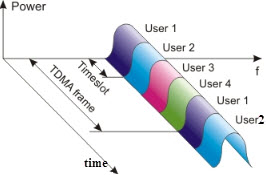 Power
User 1
User 2
f
User 3
Timeslot
User 4
TDMA frame
User 1
User2
time